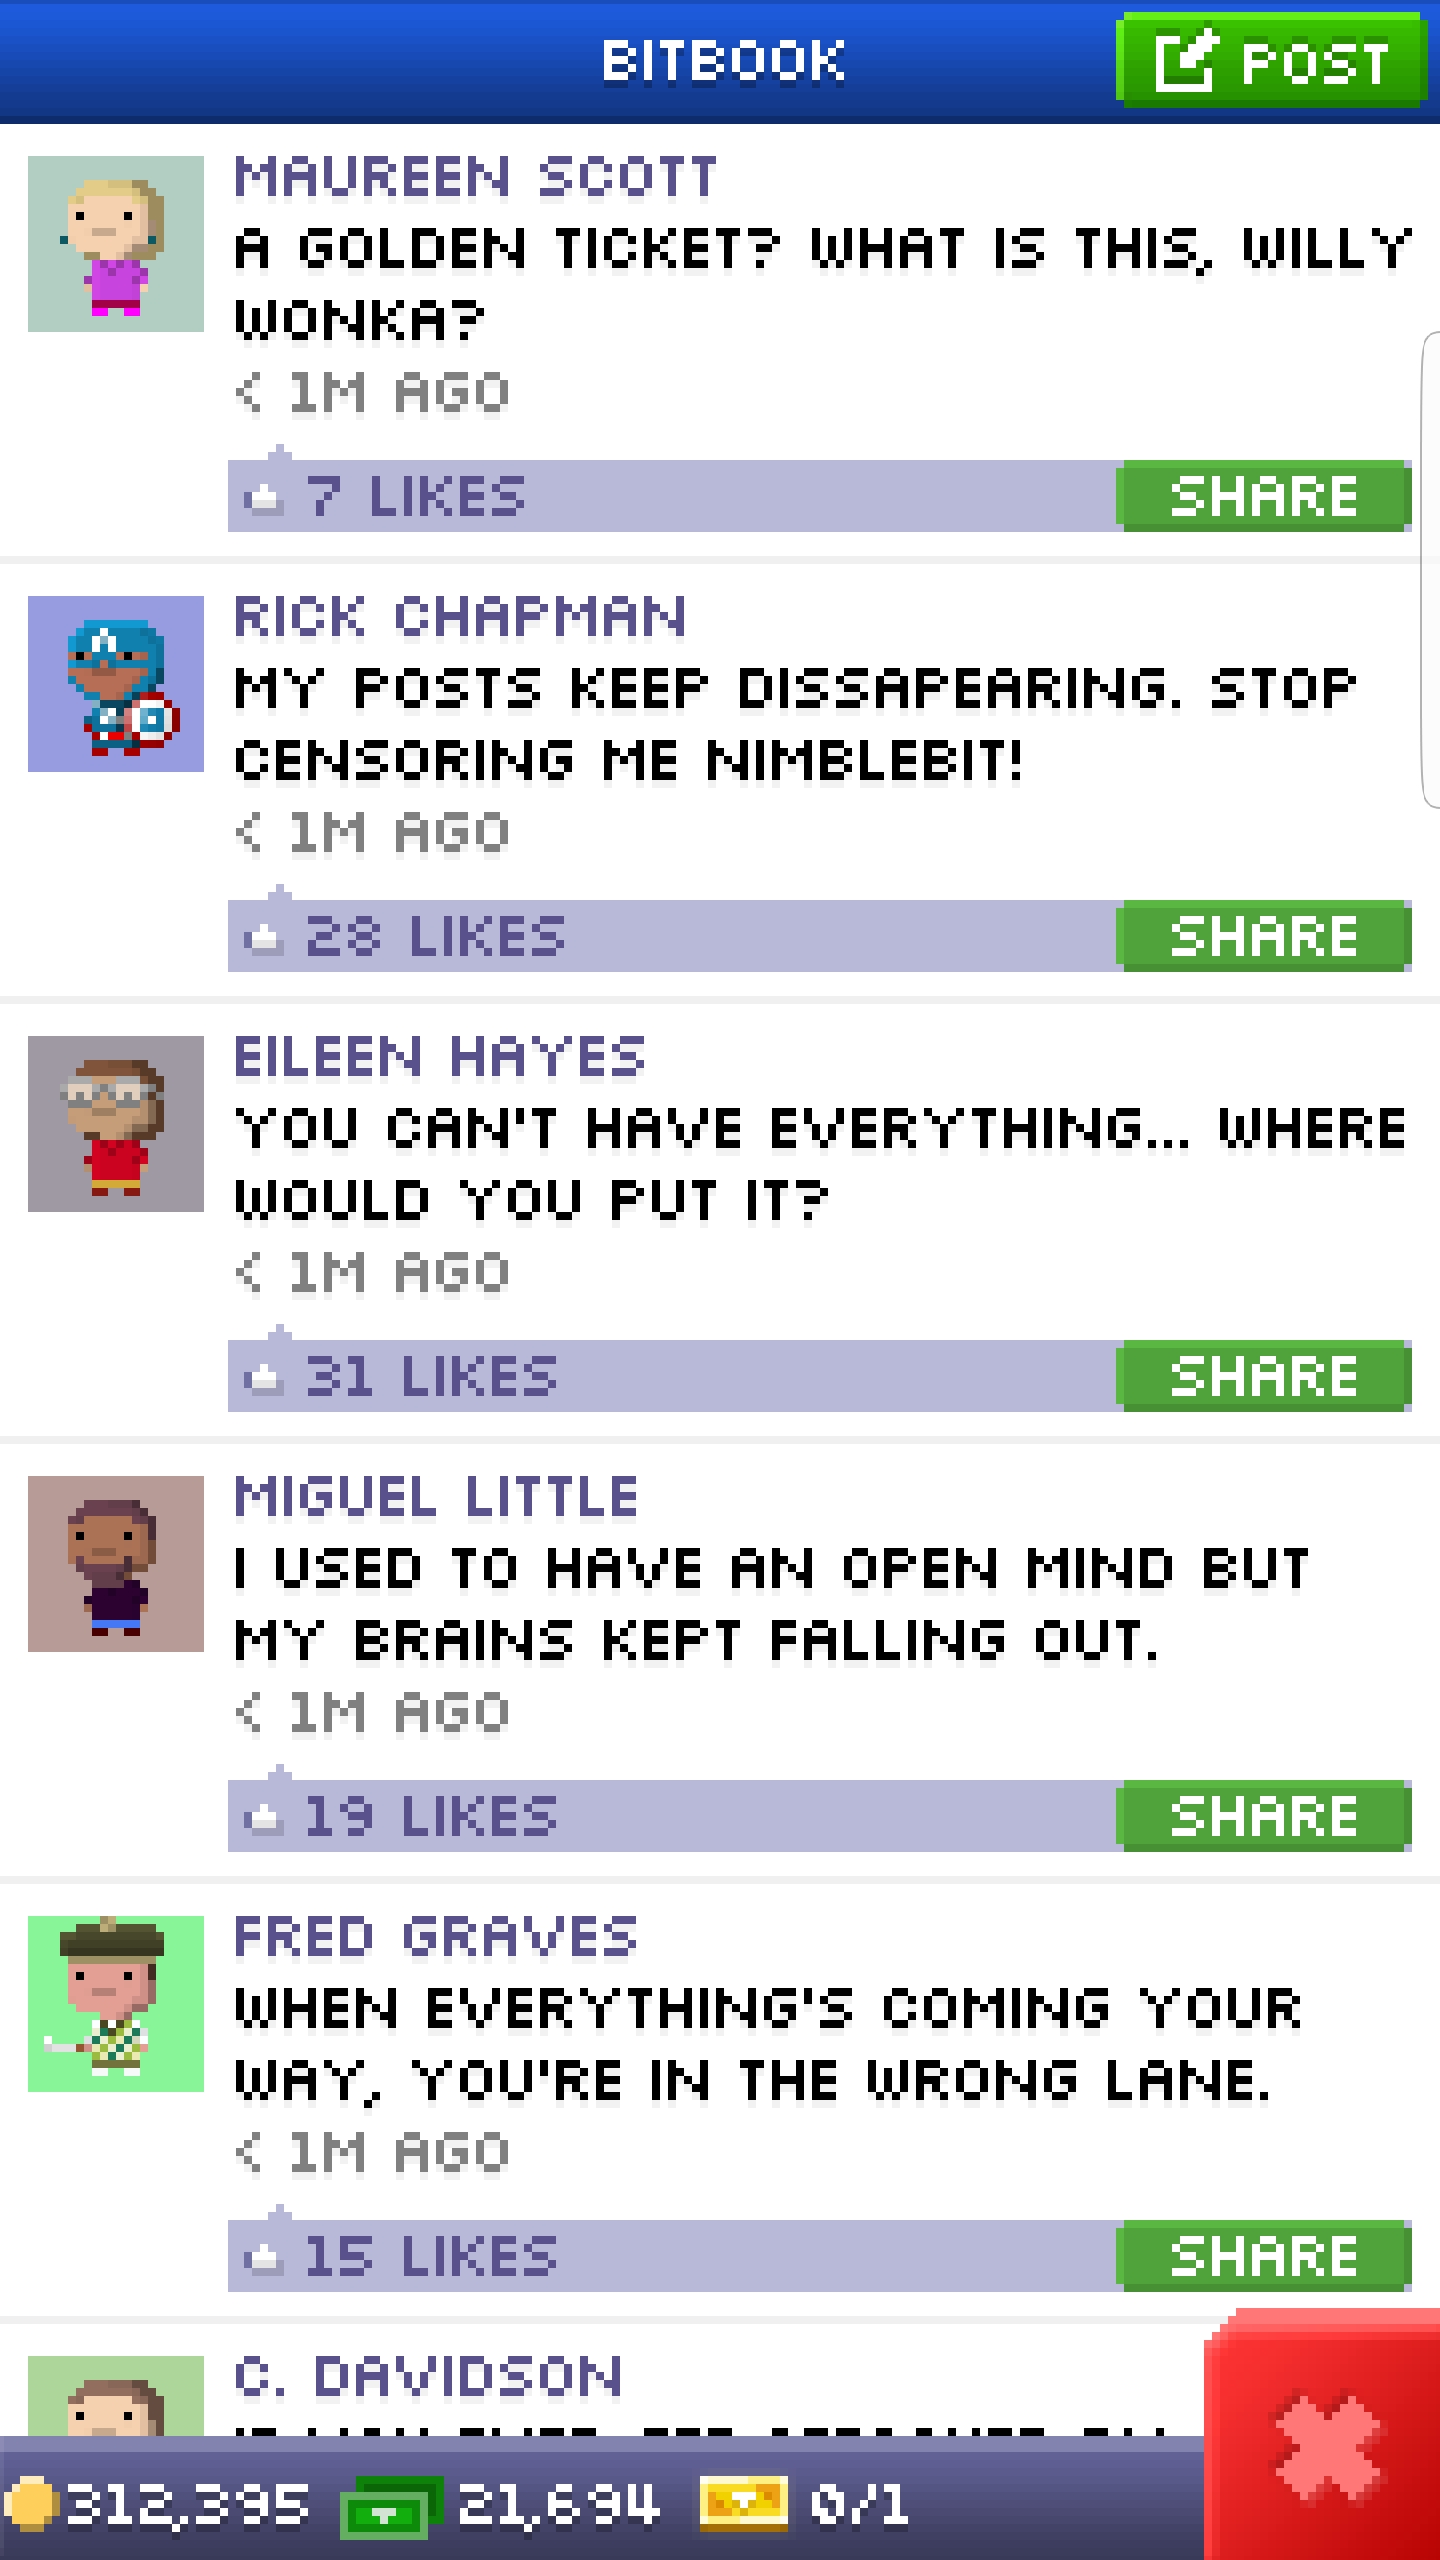 BITBOOK
POST
MAUREEN SCOTT
A GOLDEN TICKET? WHAT IS THIS, WILLY
WONKA?
< 1M AGO
7 LIKES
SHARE
RICK CHAPMAN
MY POSTS KEEP DISSAPEARING. STOP
CENSORING ME NIMBLEBIT!
< 1M AGO
28 LIKES
SHARE
EILEEN HAYES
YOU CAN'T HAVE EVERYTHING... WHERE
WOULD YOU PUT IT?
< 1M AGO
31 LIKES
SHARE
MIGUEL LITTLE
I USED TO HAVE AN OPEN MIND BUT
MY BRAINS KEPT FALLING OUT.
< 1M AGO
19 LIKES
SHARE
FRED GRAVES
WHEN EVERYTHING'S COMING YOUR
WAY, YOU'RE IN THE WRONG LANE.
< 1M AGO
15 LIKES
SHARE
C. DAVIDSON
312,395
21,694
0/1